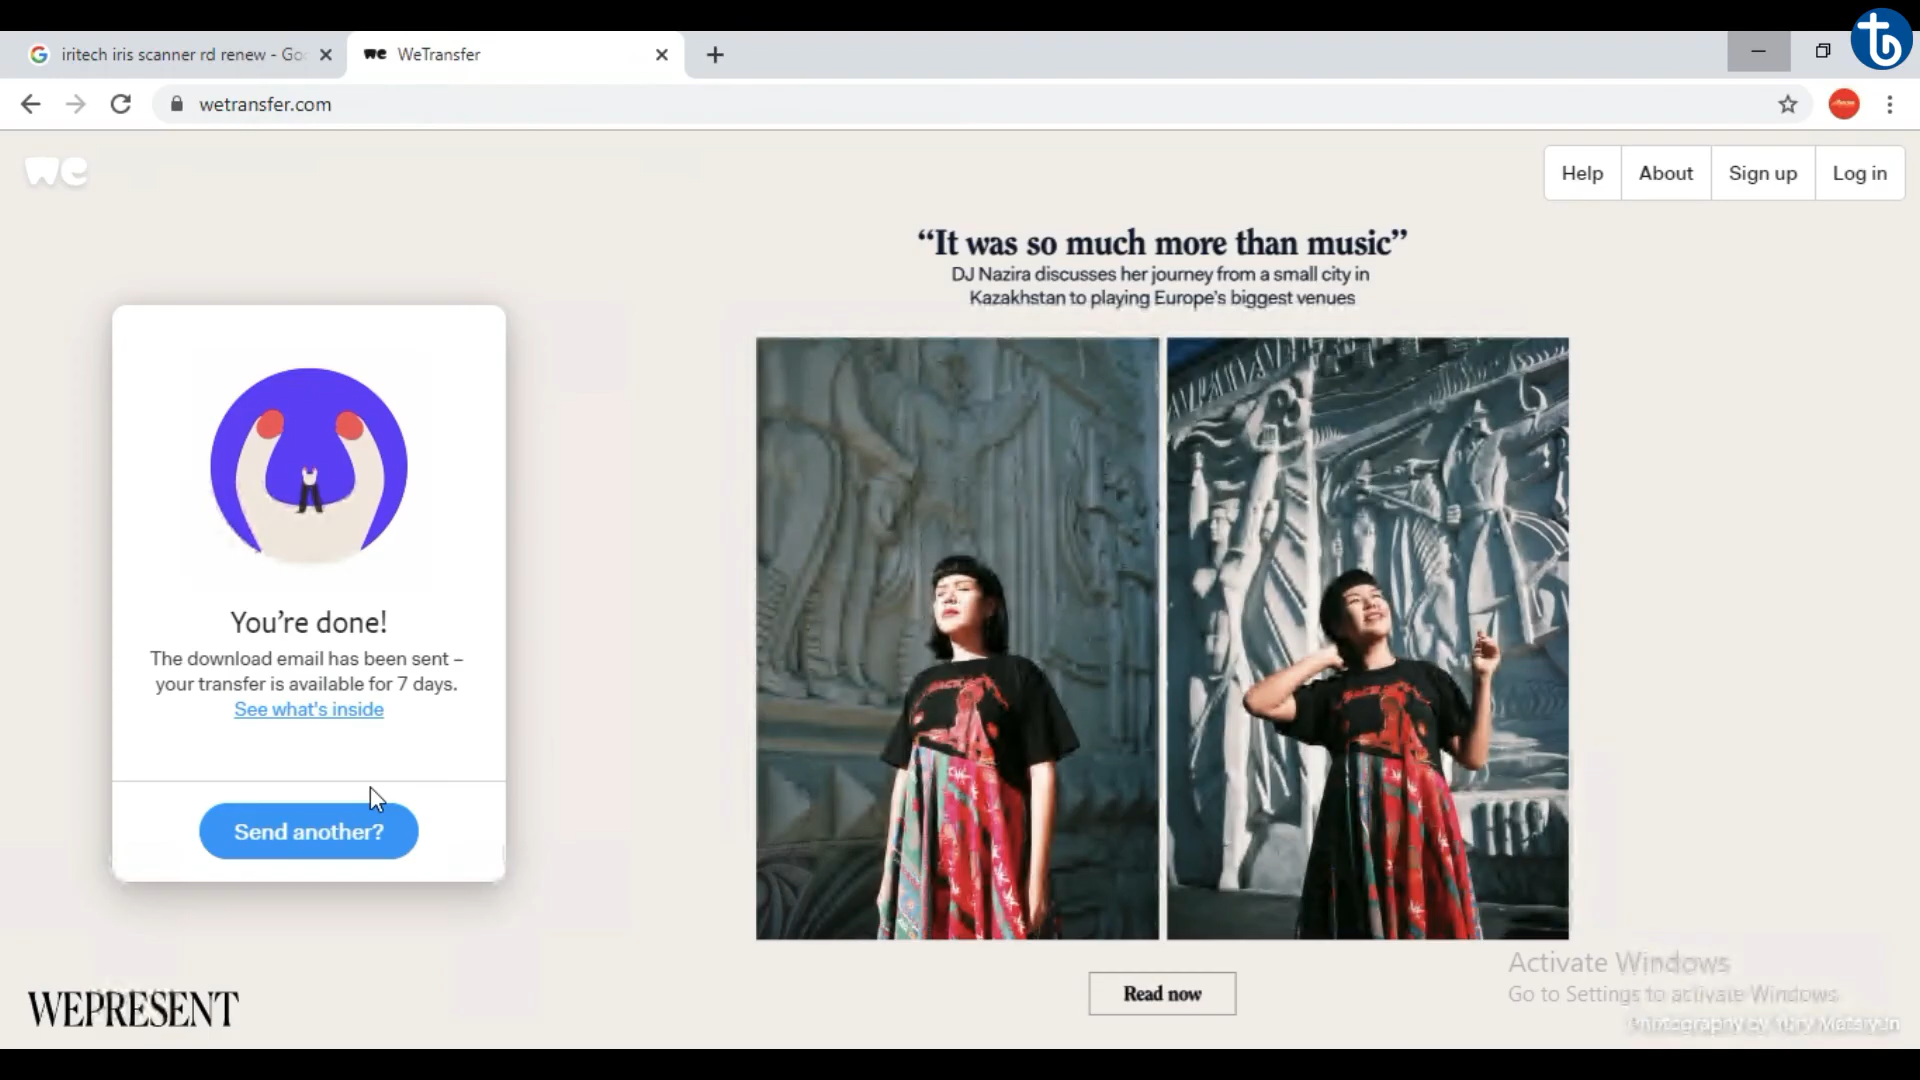 iritech iris scanner rd renew - Go
WeTransfer
wetransfer.com
we
Help
About
Sign up
Log in
“It was so much more than music”
DJ Nazira discusses her journey from a small city in
Kazakhstan to playing Europe's biggest venues
You’re done!
The download email has been sent –
your transfer is available for 7 days.
See what's inside
Send another?
Read now
WEPRESENT
Activate Windows
Go to Settings to activate Windows